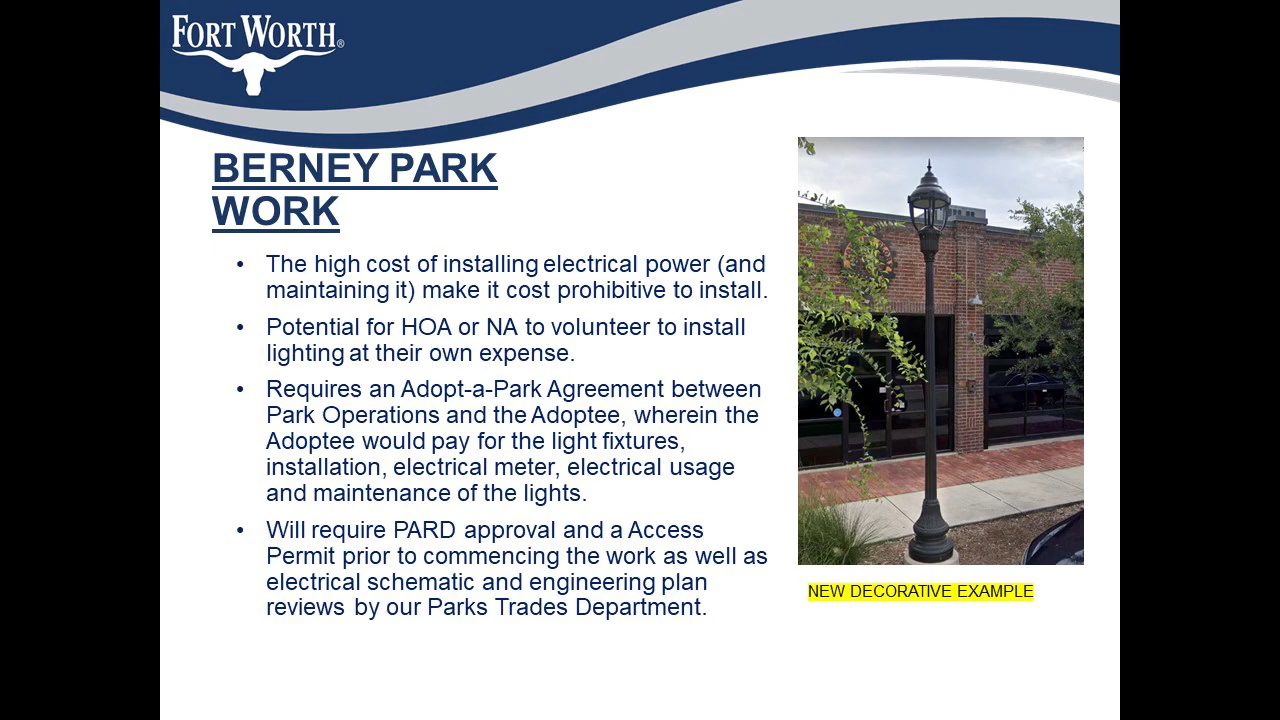 FORT WORTH®
BERNEY PARK
WORK
• The high cost of installing electrical power (and
maintaining it) make it cost prohibitive to install.
• Potential for HOA or NA to volunteer to install
lighting at their own expense.
• Requires an Adopt-a-Park Agreement between
Park Operations and the Adoptee, wherein the
Adoptee would pay for the light fixtures,
installation, electrical meter, electrical usage
and maintenance of the lights.
• Will require PARD approval and a Access
Permit prior to commencing the work as well as
electrical schematic and engineering plan
reviews by our Parks Trades Department.
NEW DECORATIVE EXAMPLE